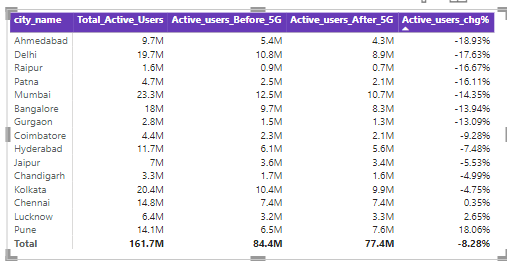 city_name Total_Active_Users Active_users_Before_5G Active_users_After_5G Active_users_chg%
Ahmedabad 9.7M 5.4M 4.3M -18.93%
Delhi 19.7M 10.8M 8.9M -17.63%
Raipur 1.6M 0.9M 0.7M -16.67%
Patna 4.7M 2.5M 2.1M -16.11%
Mumbai 23.3M 12.5M 10.7M -14.35%
Bangalore 18M 9.7M 8.3M -13.94%
Gurgaon 2.8M 1.5M 1.3M -13.09%
Coimbatore 4.4M 2.3M 2.1M -9.28%
Hyderabad 11.7M 6.1M 5.6M -7.48%
Jaipur 7M 3.6M 3.4M -5.53%
Chandigarh 3.3M 1.7M 1.6M -4.99%
Kolkata 20.4M 10.4M 9.9M -4.75%
Chennai 14.8M 7.4M 7.4M 0.35%
Lucknow 6.4M 3.2M 3.3M 2.65%
Pune 14.1M 6.5M 7.6M 18.06%
Total 161.7M 84.4M 77.4M -8.28%